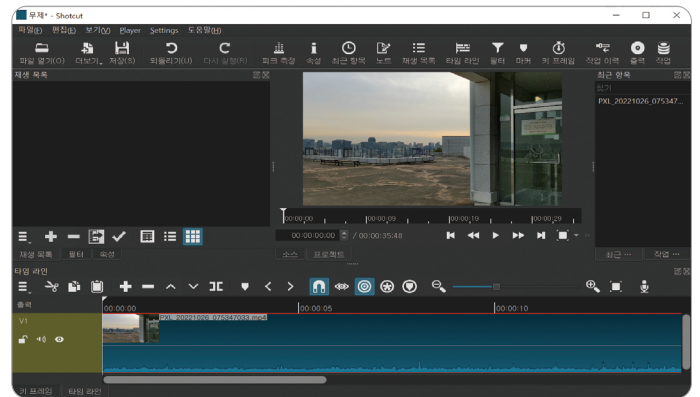 무제* - Shotcut
파일(F) 편집(E) 보기(V) Player Settings 도움말(H)
파일 열기(O) 더보기. 저장(S) 되돌리기(U) 다시 실행(R) 피크 측정 속성 최근 항목 노트 재생 목록 타임 라인 필터 마커 키 프레임 작업 이력 출력 작업
재생 목록
최근 항목
찾기
PXL_20221026_075347...
00:00:00 00:00:09 00:00:19 00:00:29
00:00:00:00 / 00:00:35:48
재생 목록 필터 속성
소스 프로젝트
최근 ... 작업 ...
타임 라인
출력
00:00:00 00:00:05 00:00:10
V1
PXL_20221026_075347033.mp4
키 프레임 타임 라인